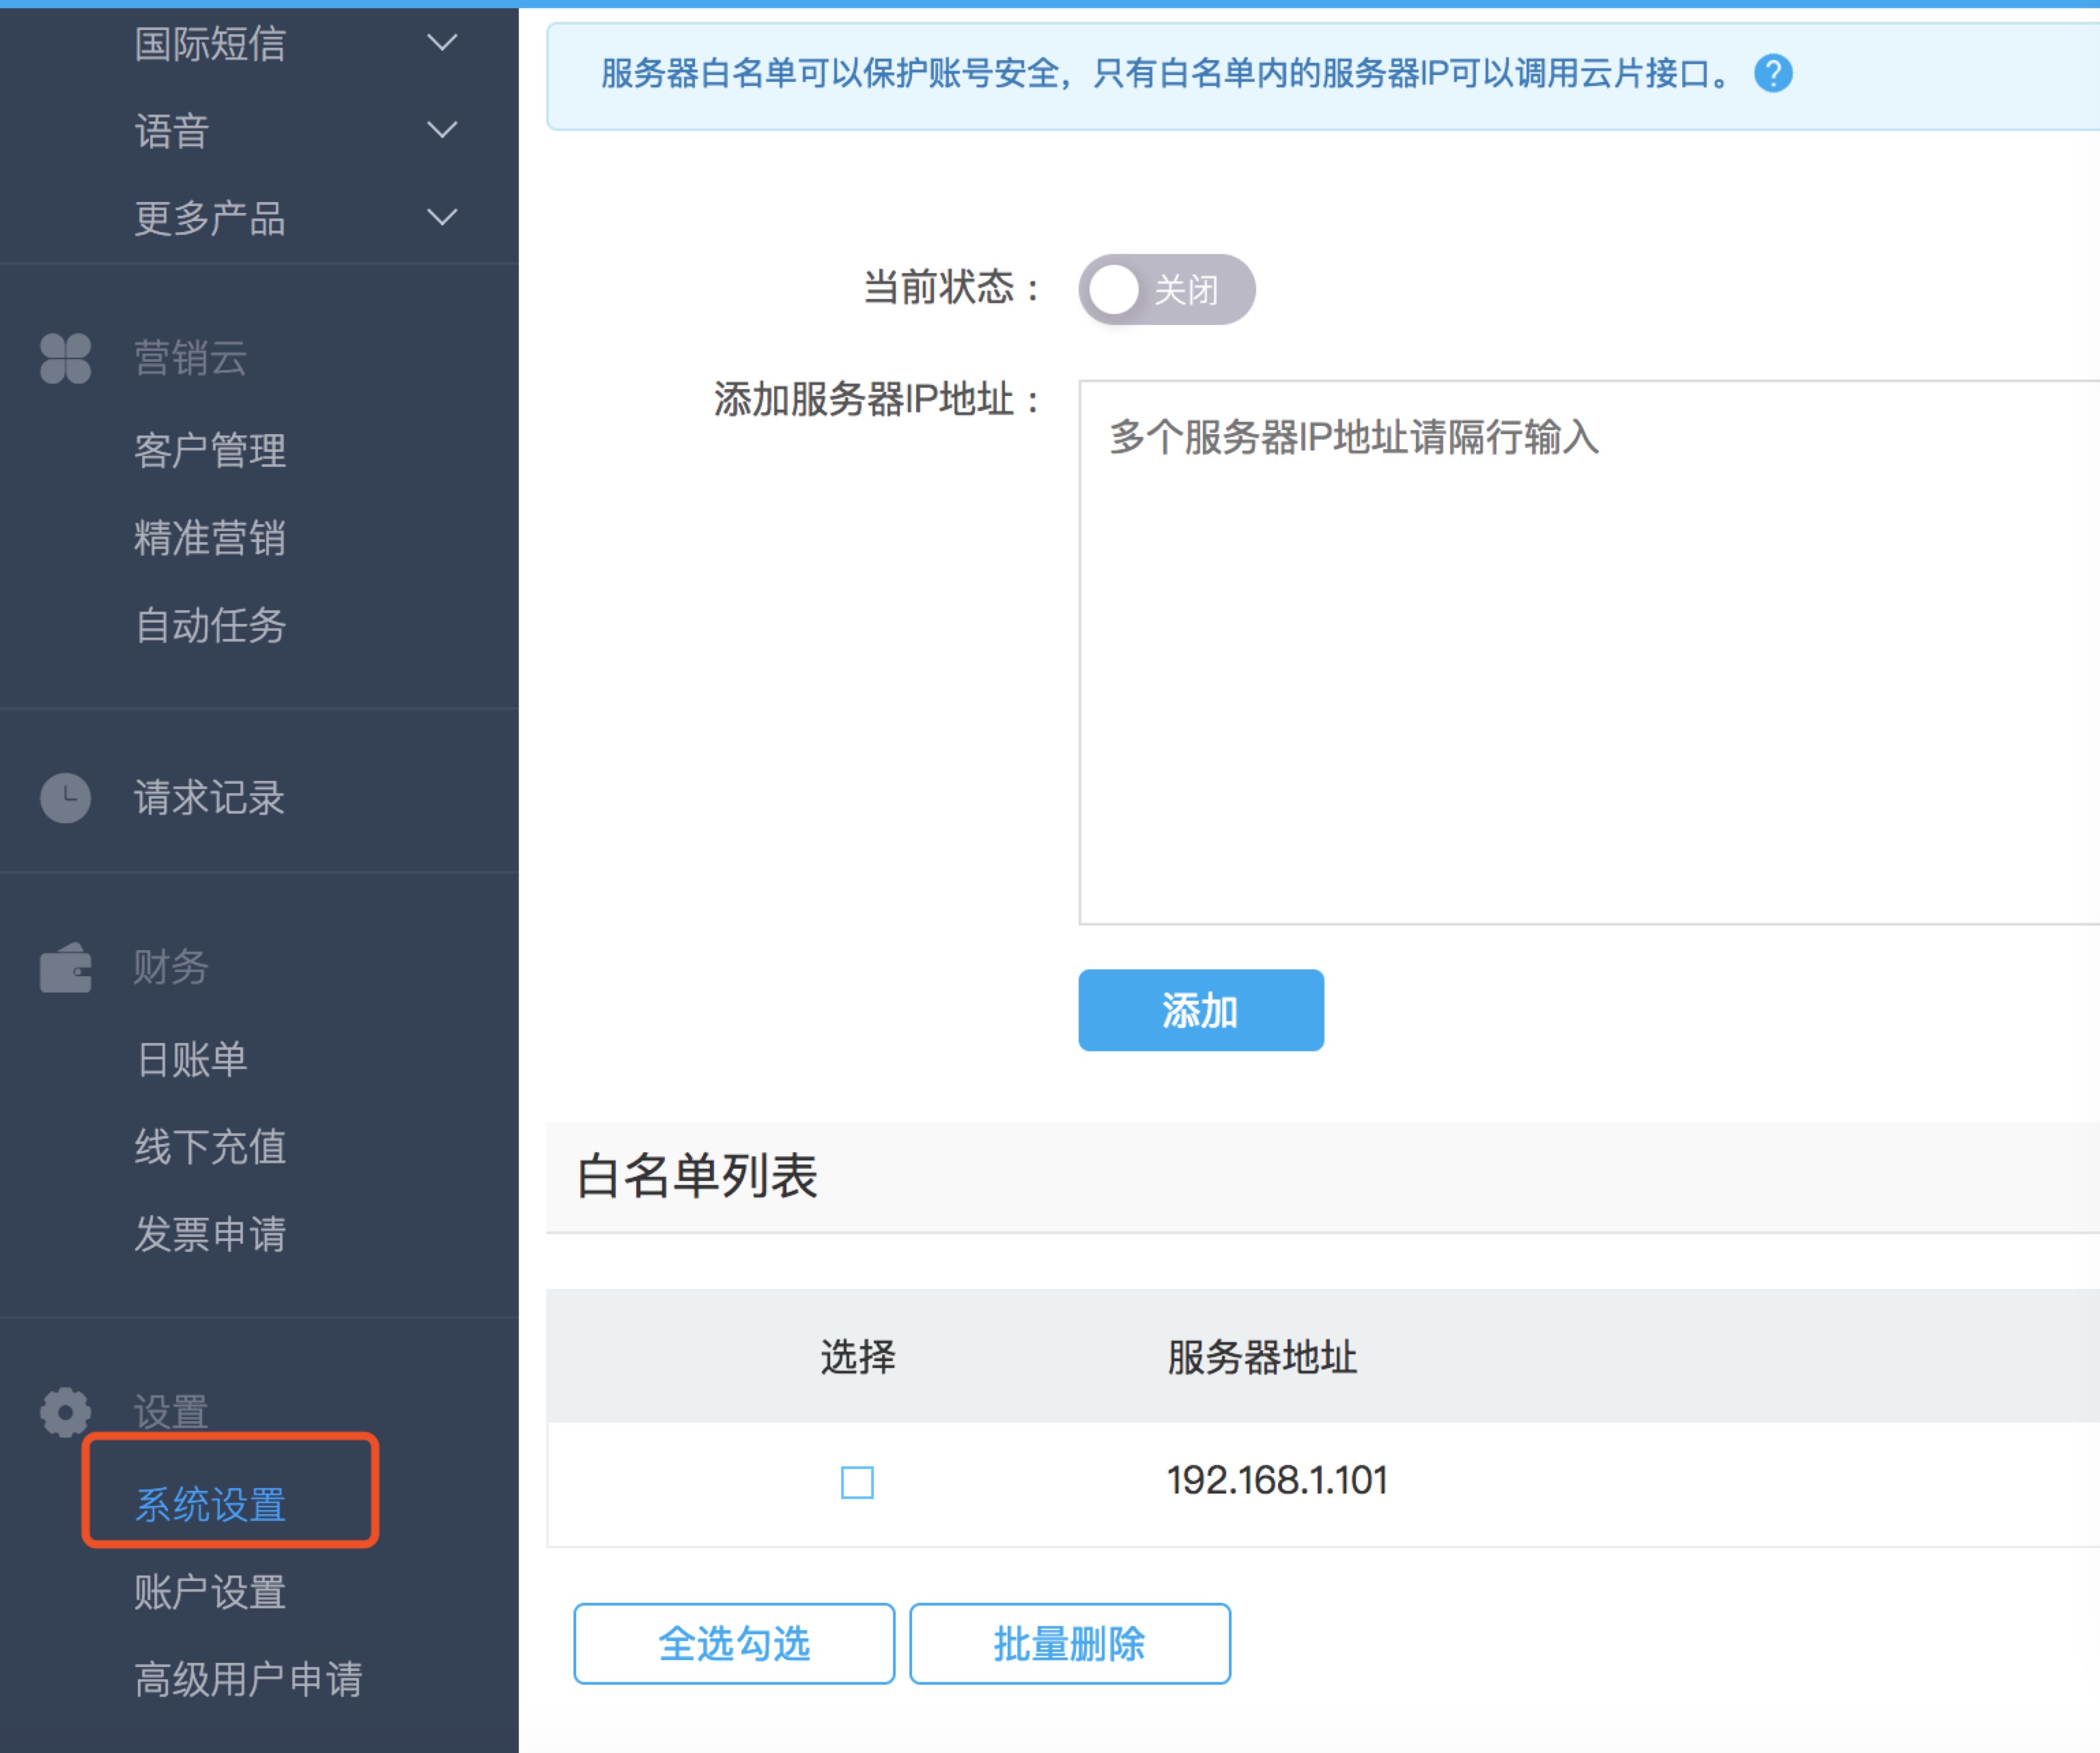 国际短信
语音
更多产品
营销云
客户管理
精准营销
自动任务
请求记录
财务
日账单
线下充值
发票申请
设置
系统设置
账户设置
高级用户申请
服务器白名单可以保护账号安全，只有白名单内的服务器IP可以调用云片接口。 ?
当前状态： 关闭
添加服务器IP地址： 多个服务器IP地址请隔行输入
添加
白名单列表
选择 服务器地址
192.168.1.101
全选勾选 批量删除